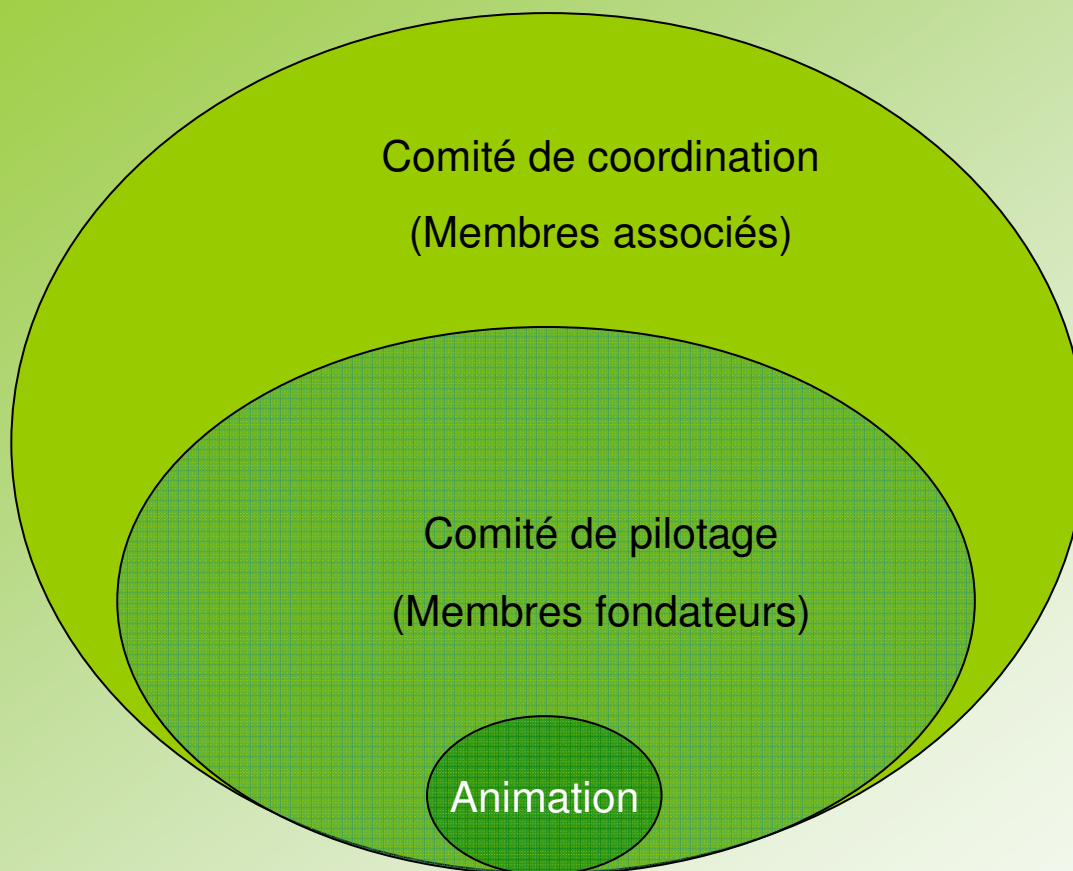 Comité de coordination
(Membres associés)
Comité de pilotage
(Membres fondateurs)
Animation